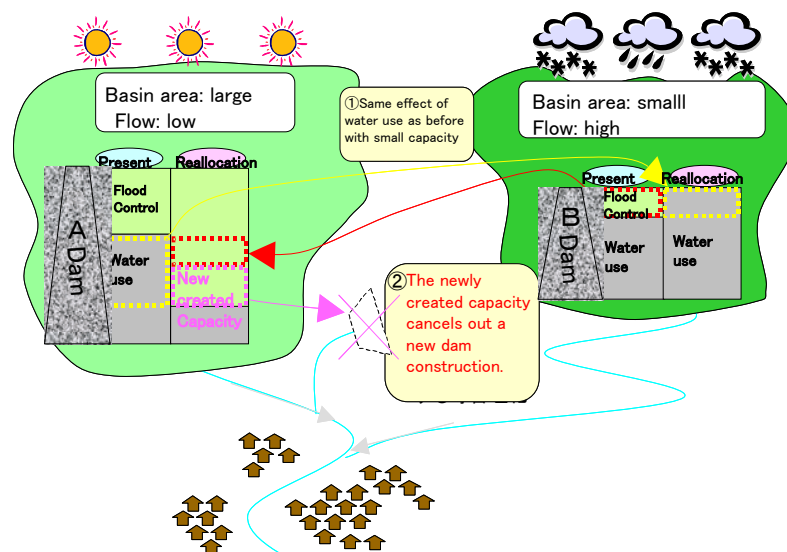 Basin area: large
Flow: low
①Same effect of
water use as before
with small capacity
Basin area: smalll
Flow: high
Present
Reallocation
Flood
Control
Water
use
A Dam
New
created
Capacity
Present
Reallocation
Flood
Control
Water
use
Water
use
B Dam
②The newly
created capacity
cancels out a
new dam
construction.